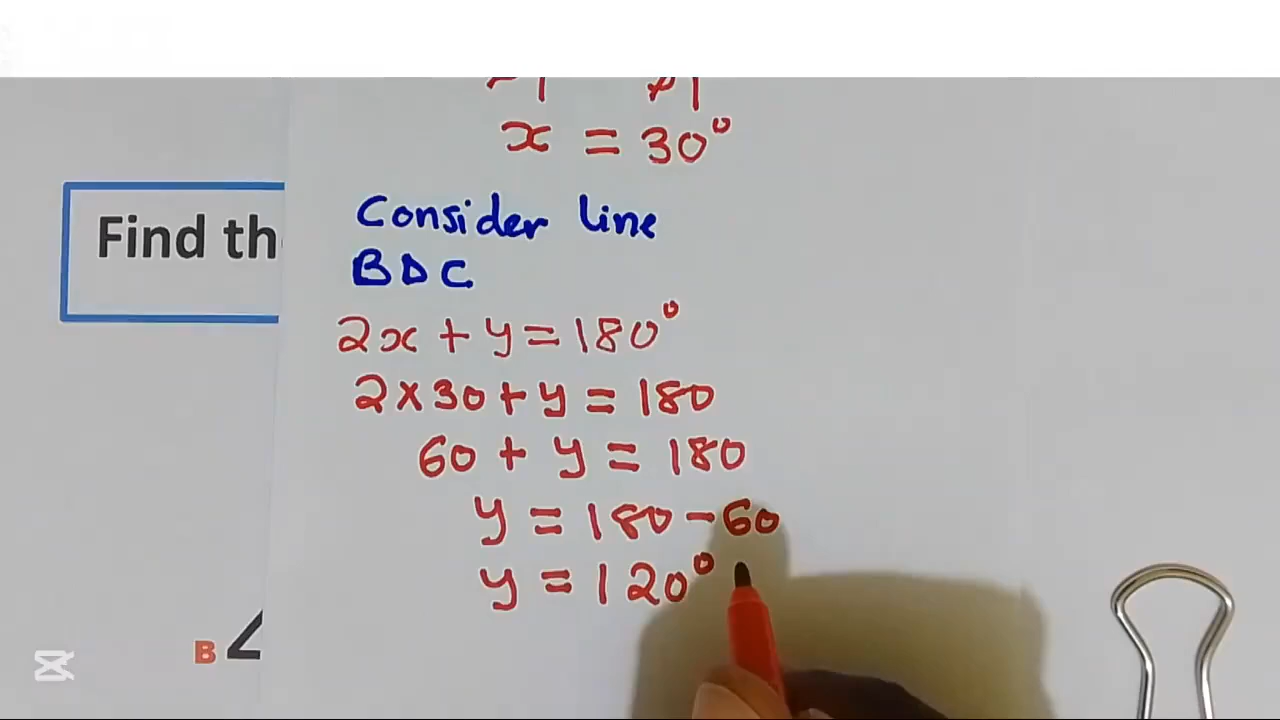 x = 30°
Find th
Consider line
BDC
2x + y = 180°
2 × 30 + y = 180
60 + y = 180
y = 180 - 60
y = 120°
B